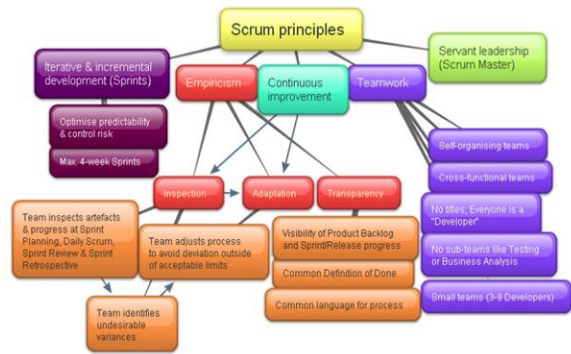 Scrum principles
Servant leadership
(Scrum Master)
Iterative & incremental
development (Sprints)
Empiricism
Continuous
improvement
Teamwork
Optimise predictability
& control risk
Max. 4-week Sprints
Self-organising teams
Cross-functional teams
Inspection
Adaptation
Transparency
No titles; Everyone is a
"Developer"
Team inspects artefacts
& progress at Sprint
Planning, Daily Scrum,
Sprint Review & Sprint
Retrospective
Team adjusts process
to avoid deviation outside
of acceptable limits
Visibility of Product Backlog
and Sprint/Release progress
No sub-teams like Testing
or Business Analysis
Common Definition of Done
Common language for process
Small teams (3-9 Developers)
Team identifies
undesirable
variances